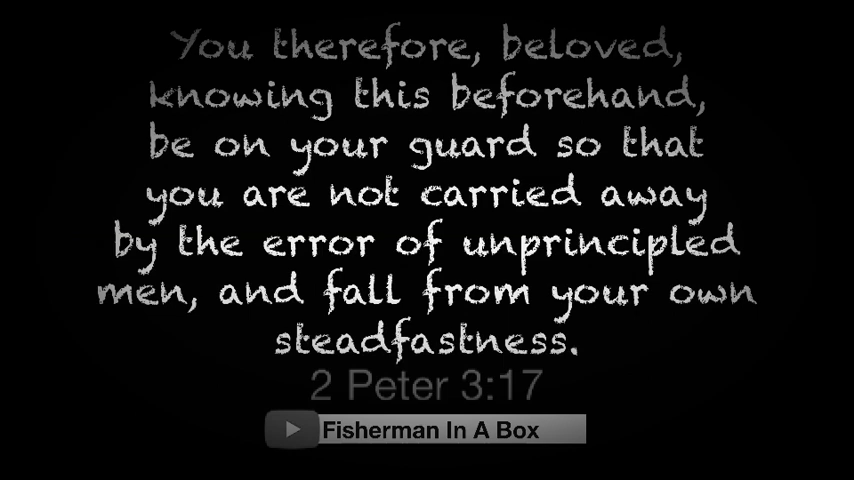 You therefore, beloved,
knowing this beforehand,
be on your guard so that
you are not carried away
by the error of unprincipled
men, and fall from your own
steadfastness.
2 Peter 3:17
Fisherman In A Box